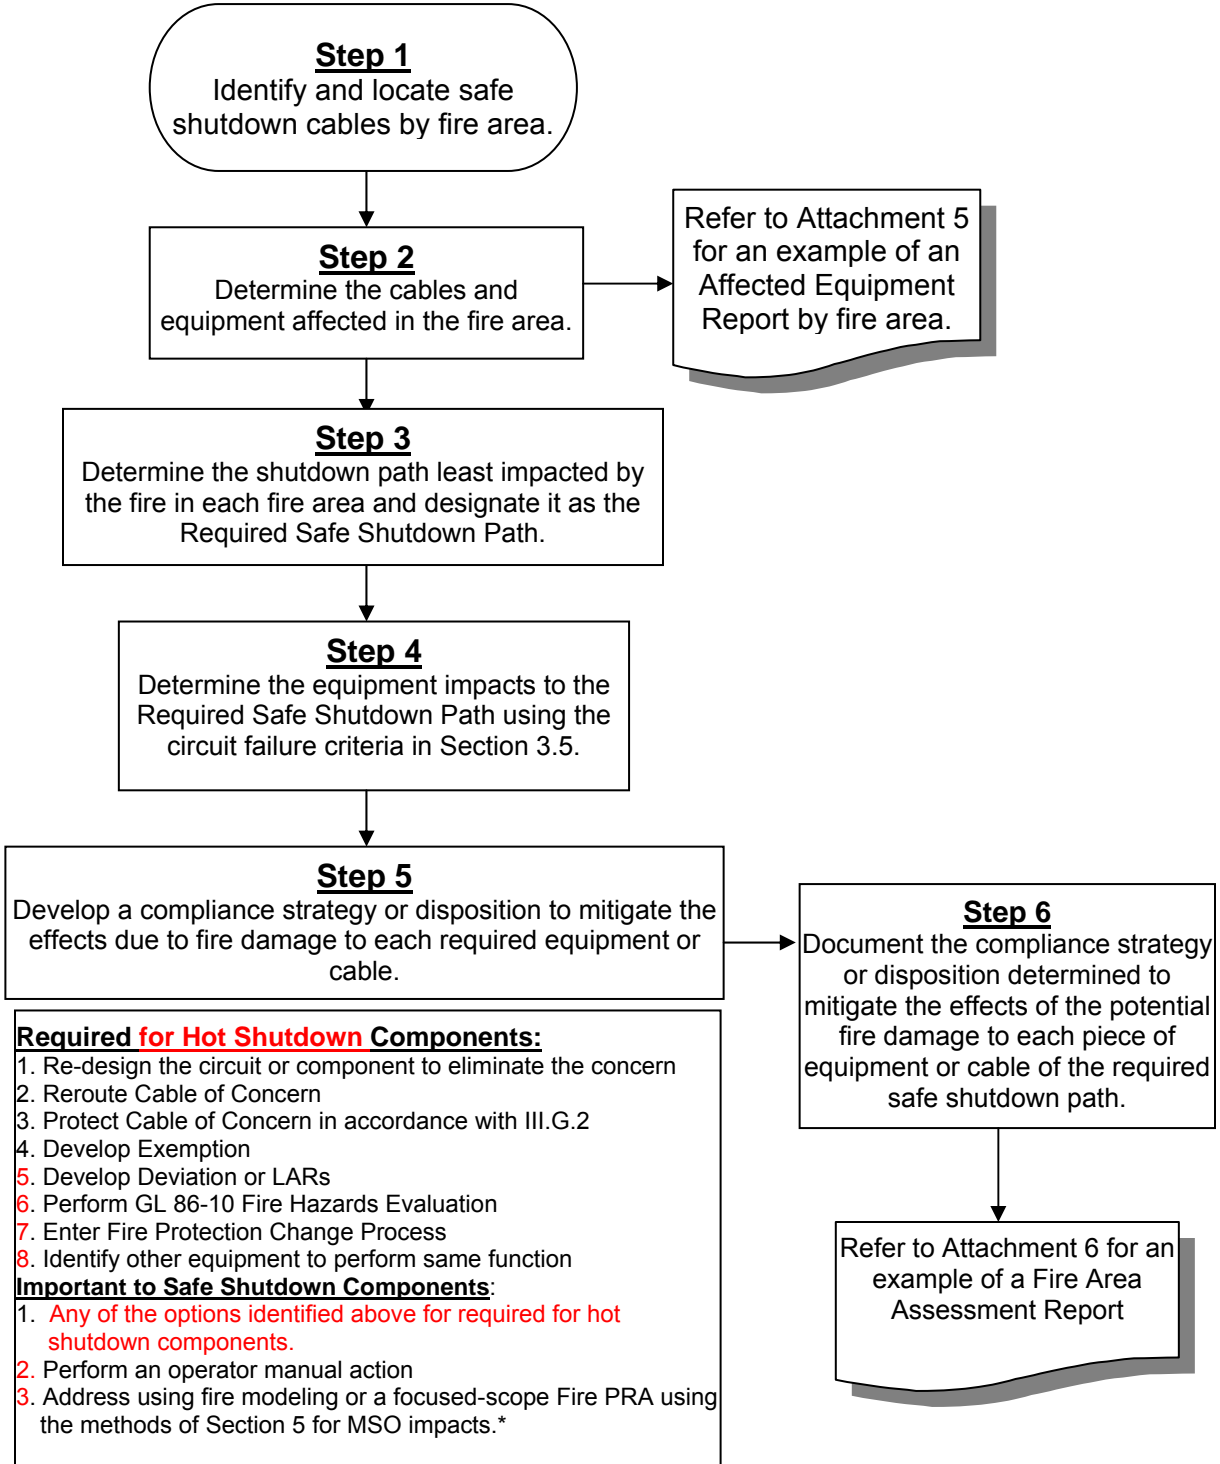 Step 1
Identify and locate safe
shutdown cables by fire area.
Step 2
Determine the cables and
equipment affected in the fire area.
Refer to Attachment 5
for an example of an
Affected Equipment
Report by fire area.
Step 3
Determine the shutdown path least impacted by
the fire in each fire area and designate it as the
Required Safe Shutdown Path.
Step 4
Determine the equipment impacts to the
Required Safe Shutdown Path using the
circuit failure criteria in Section 3.5.
Step 5
Develop a compliance strategy or disposition to mitigate the
effects due to fire damage to each required equipment or
cable.
Step 6
Document the compliance strategy
or disposition determined to
mitigate the effects of the potential
fire damage to each piece of
equipment or cable of the required
safe shutdown path.
Required for Hot Shutdown Components:
1. Re-design the circuit or component to eliminate the concern
2. Reroute Cable of Concern
3. Protect Cable of Concern in accordance with III.G.2
4. Develop Exemption
5. Develop Deviation or LARs
6. Perform GL 86-10 Fire Hazards Evaluation
7. Enter Fire Protection Change Process
8. Identify other equipment to perform same function
Important to Safe Shutdown Components:
1. Any of the options identified above for required for hot
shutdown components.
2. Perform an operator manual action
3. Address using fire modeling or a focused-scope Fire PRA using
the methods of Section 5 for MSO impacts.*
Refer to Attachment 6 for an
example of a Fire Area
Assessment Report